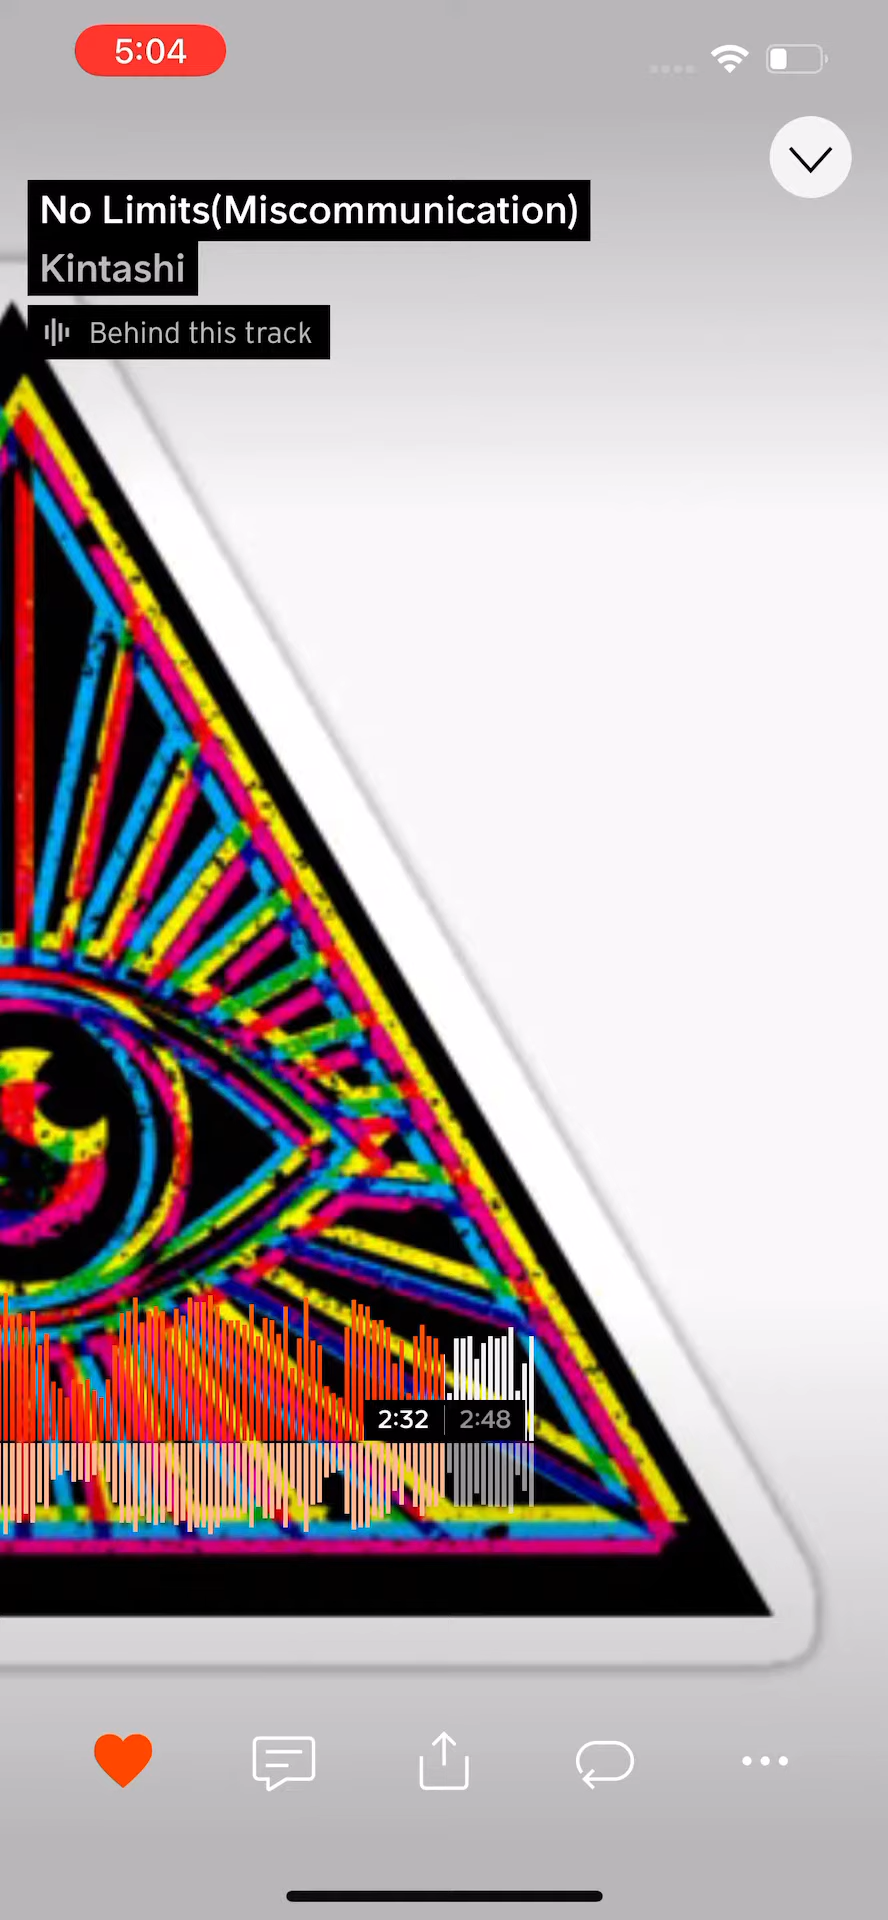 5:04
No Limits(Miscommunication)
Kintashi
Behind this track
2:32 2:48